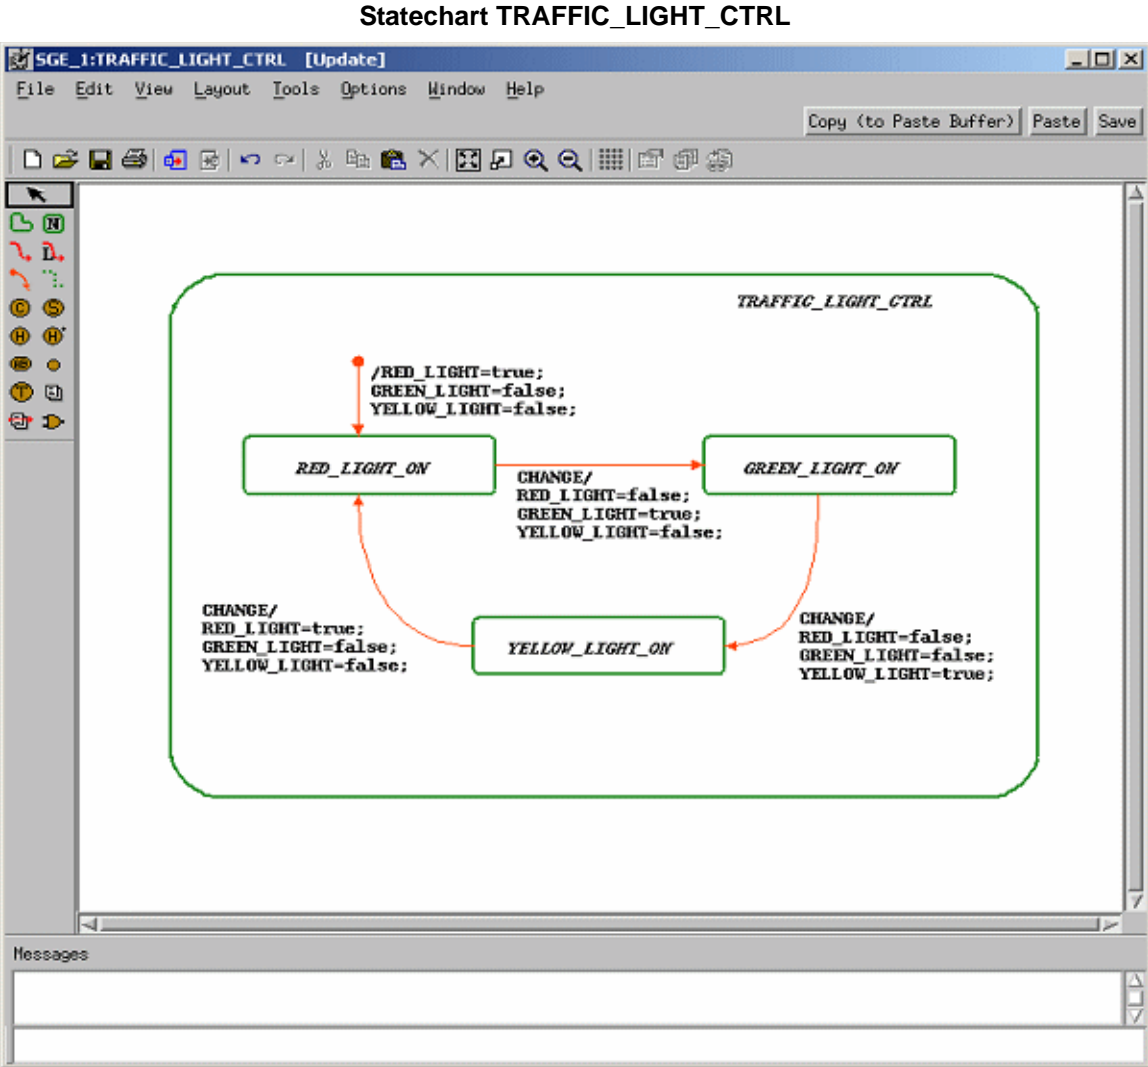 Statechart TRAFFIC_LIGHT_CTRL
SGE_1:TRAFFIC_LIGHT_CTRL [Update]
File Edit View Layout Tools Options Window Help
Copy (to Paste Buffer) Paste Save
N
D
C S
H H*
T
TRAFFIC_LIGHT_CTRL
/RED_LIGHT=true;
GREEN_LIGHT=false;
YELLOW_LIGHT=false;
RED_LIGHT_ON
GREEN_LIGHT_ON
CHANGE/
RED_LIGHT=false;
GREEN_LIGHT=true;
YELLOW_LIGHT=false;
CHANGE/
RED_LIGHT=true;
GREEN_LIGHT=false;
YELLOW_LIGHT=false;
YELLOW_LIGHT_ON
CHANGE/
RED_LIGHT=false;
GREEN_LIGHT=false;
YELLOW_LIGHT=true;
Messages